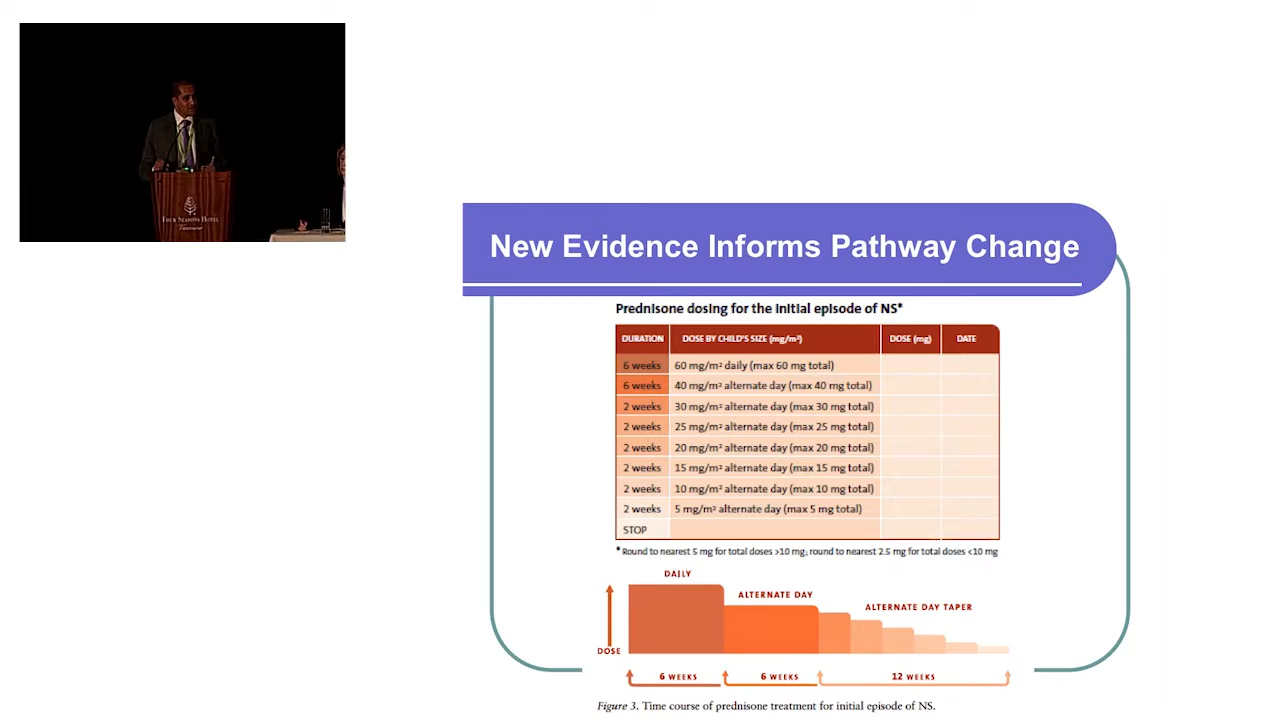 FOUR SEASONS HOTEL
Vancouver
New Evidence Informs Pathway Change
Prednisone dosing for the initial episode of NS*
DURATION DOSE BY CHILD'S SIZE (mg/m²) DOSE (mg) DATE
6 weeks 60 mg/m² daily (max 60 mg total)
6 weeks 40 mg/m² alternate day (max 40 mg total)
2 weeks 30 mg/m² alternate day (max 30 mg total)
2 weeks 25 mg/m² alternate day (max 25 mg total)
2 weeks 20 mg/m² alternate day (max 20 mg total)
2 weeks 15 mg/m² alternate day (max 15 mg total)
2 weeks 10 mg/m² alternate day (max 10 mg total)
2 weeks 5 mg/m² alternate day (max 5 mg total)
STOP
* Round to nearest 5 mg for total doses >10 mg; round to nearest 2.5 mg for total doses <10 mg
DAILY
ALTERNATE DAY
ALTERNATE DAY TAPER
DOSE
6 WEEKS 6 WEEKS 12 WEEKS
Figure 3. Time course of prednisone treatment for initial episode of NS.